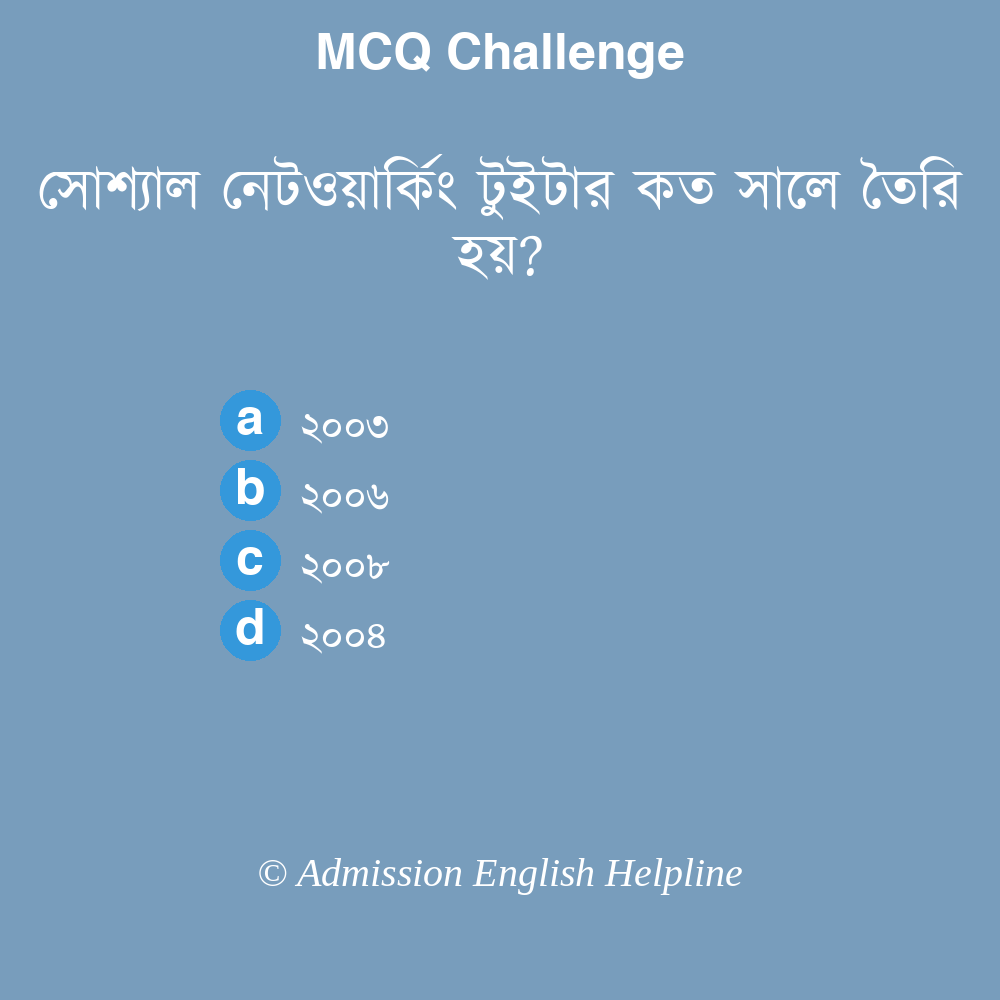 MCQ Challenge
সোশ্যাল নেটওয়ার্কিং টুইটার কত সালে তৈরি
হয়?
a ২০০৩
b ২০০৬
c ২০০৮
d ২০০৪
© Admission English Helpline